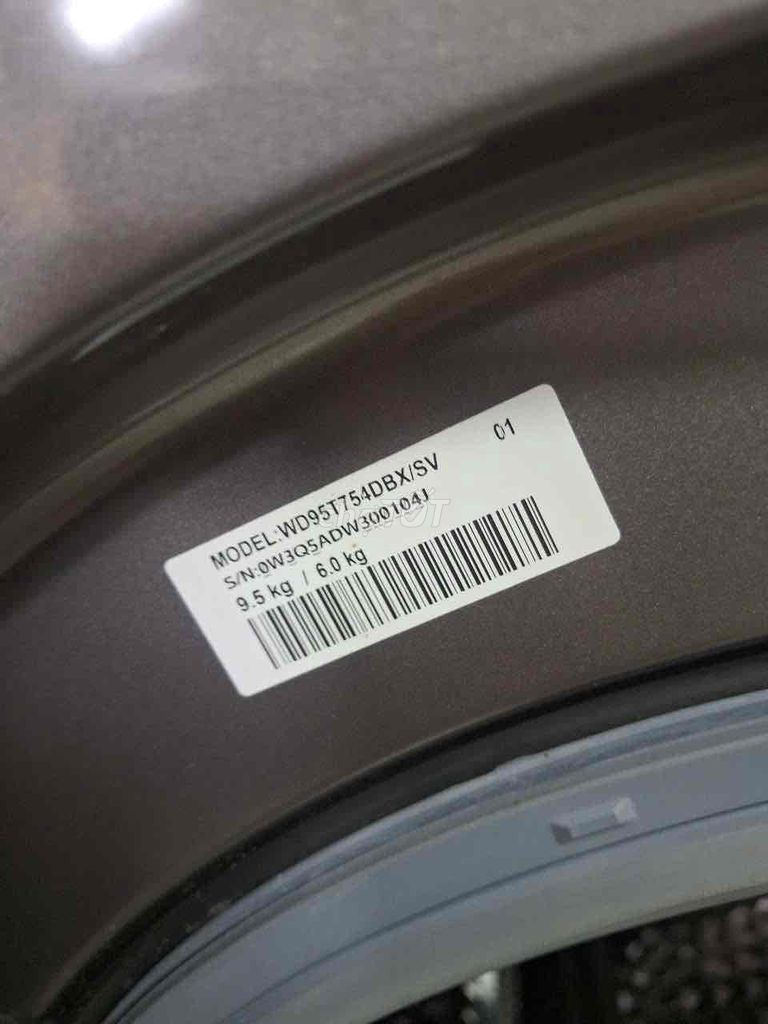 01
MODEL:WD95T754DBX/SV
S/N:0W3Q5ADW300104J
9.5 kg / 6.0 kg